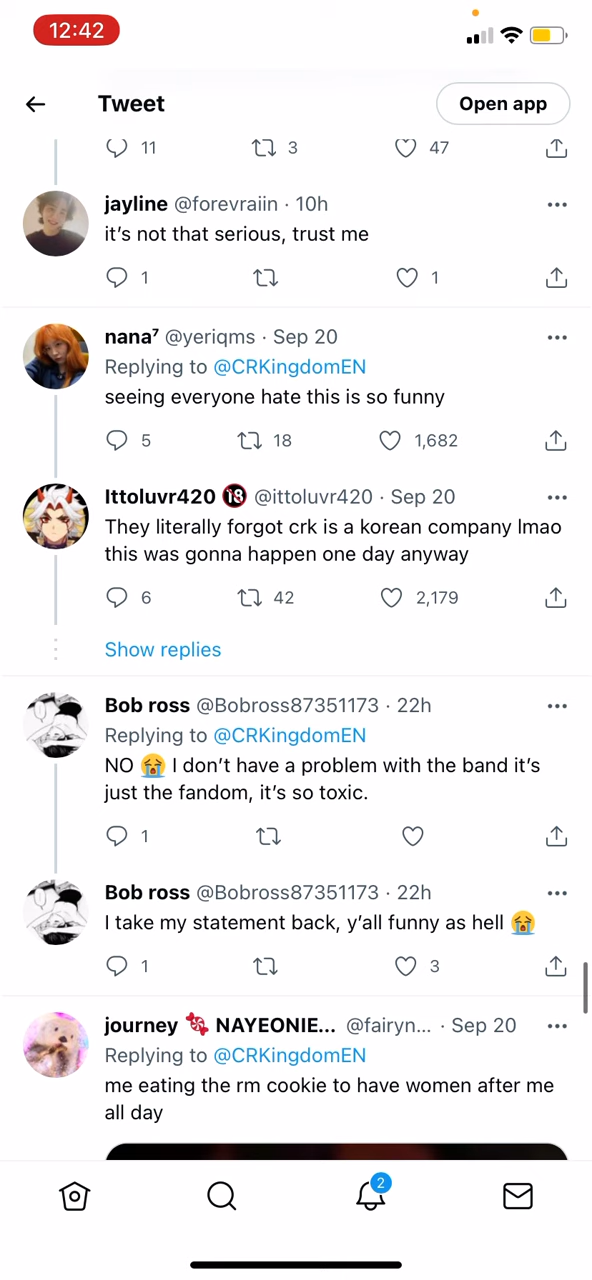 12:42
Tweet
Open app
11 3 47
jayline @forevraiin · 10h
it's not that serious, trust me
1 1
nana⁷ @yeriqms · Sep 20
Replying to @CRKingdomEN
seeing everyone hate this is so funny
5 18 1,682
Ittoluvr420 🔞 @ittoluvr420 · Sep 20
They literally forgot crk is a korean company lmao
this was gonna happen one day anyway
6 42 2,179
Show replies
Bob ross @Bobross87351173 · 22h
Replying to @CRKingdomEN
NO 😭 I don't have a problem with the band it's
just the fandom, it's so toxic.
1
Bob ross @Bobross87351173 · 22h
I take my statement back, y'all funny as hell 😭
1 3
journey 🍬 NAYEONIE... @fairyn... · Sep 20
Replying to @CRKingdomEN
me eating the rm cookie to have women after me
all day
2